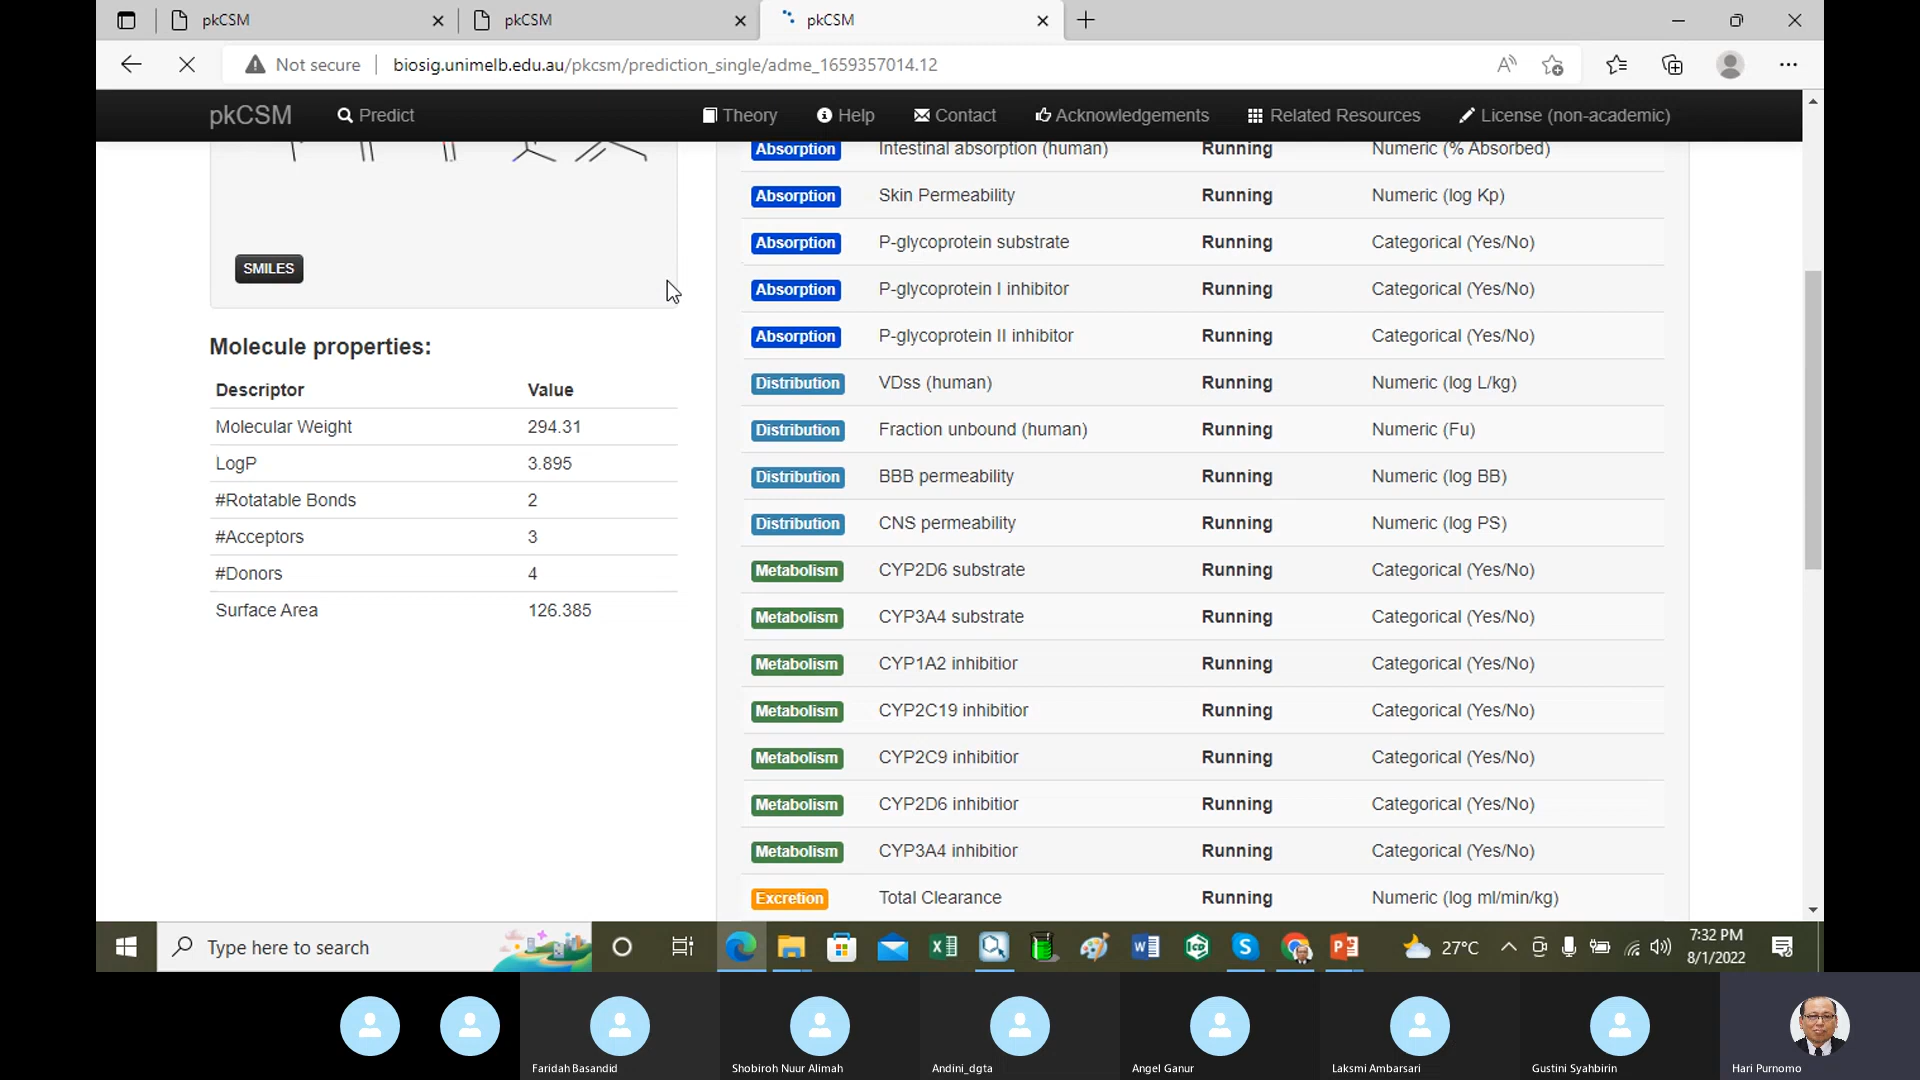 pkCSM
pkCSM
pkCSM
Not secure
biosig.unimelb.edu.au/pkcsm/prediction_single/adme_1659357014.12
pkCSM
Predict
Theory
Help
Contact
Acknowledgements
Related Resources
License (non-academic)
SMILES
Molecule properties:
Descriptor Value
Molecular Weight 294.31
LogP 3.895
#Rotatable Bonds 2
#Acceptors 3
#Donors 4
Surface Area 126.385
Absorption Intestinal absorption (human) Running Numeric (% Absorbed)
Absorption Skin Permeability Running Numeric (log Kp)
Absorption P-glycoprotein substrate Running Categorical (Yes/No)
Absorption P-glycoprotein I inhibitor Running Categorical (Yes/No)
Absorption P-glycoprotein II inhibitor Running Categorical (Yes/No)
Distribution VDss (human) Running Numeric (log L/kg)
Distribution Fraction unbound (human) Running Numeric (Fu)
Distribution BBB permeability Running Numeric (log BB)
Distribution CNS permeability Running Numeric (log PS)
Metabolism CYP2D6 substrate Running Categorical (Yes/No)
Metabolism CYP3A4 substrate Running Categorical (Yes/No)
Metabolism CYP1A2 inhibitior Running Categorical (Yes/No)
Metabolism CYP2C19 inhibitior Running Categorical (Yes/No)
Metabolism CYP2C9 inhibitior Running Categorical (Yes/No)
Metabolism CYP2D6 inhibitior Running Categorical (Yes/No)
Metabolism CYP3A4 inhibitior Running Categorical (Yes/No)
Excretion Total Clearance Running Numeric (log ml/min/kg)
Type here to search
27°C
7:32 PM
8/1/2022
Faridah Basandid
Shobiroh Nuur Alimah
Andini_dgta
Angel Ganur
Laksmi Ambarsari
Gustini Syahbirin
Hari Purnomo